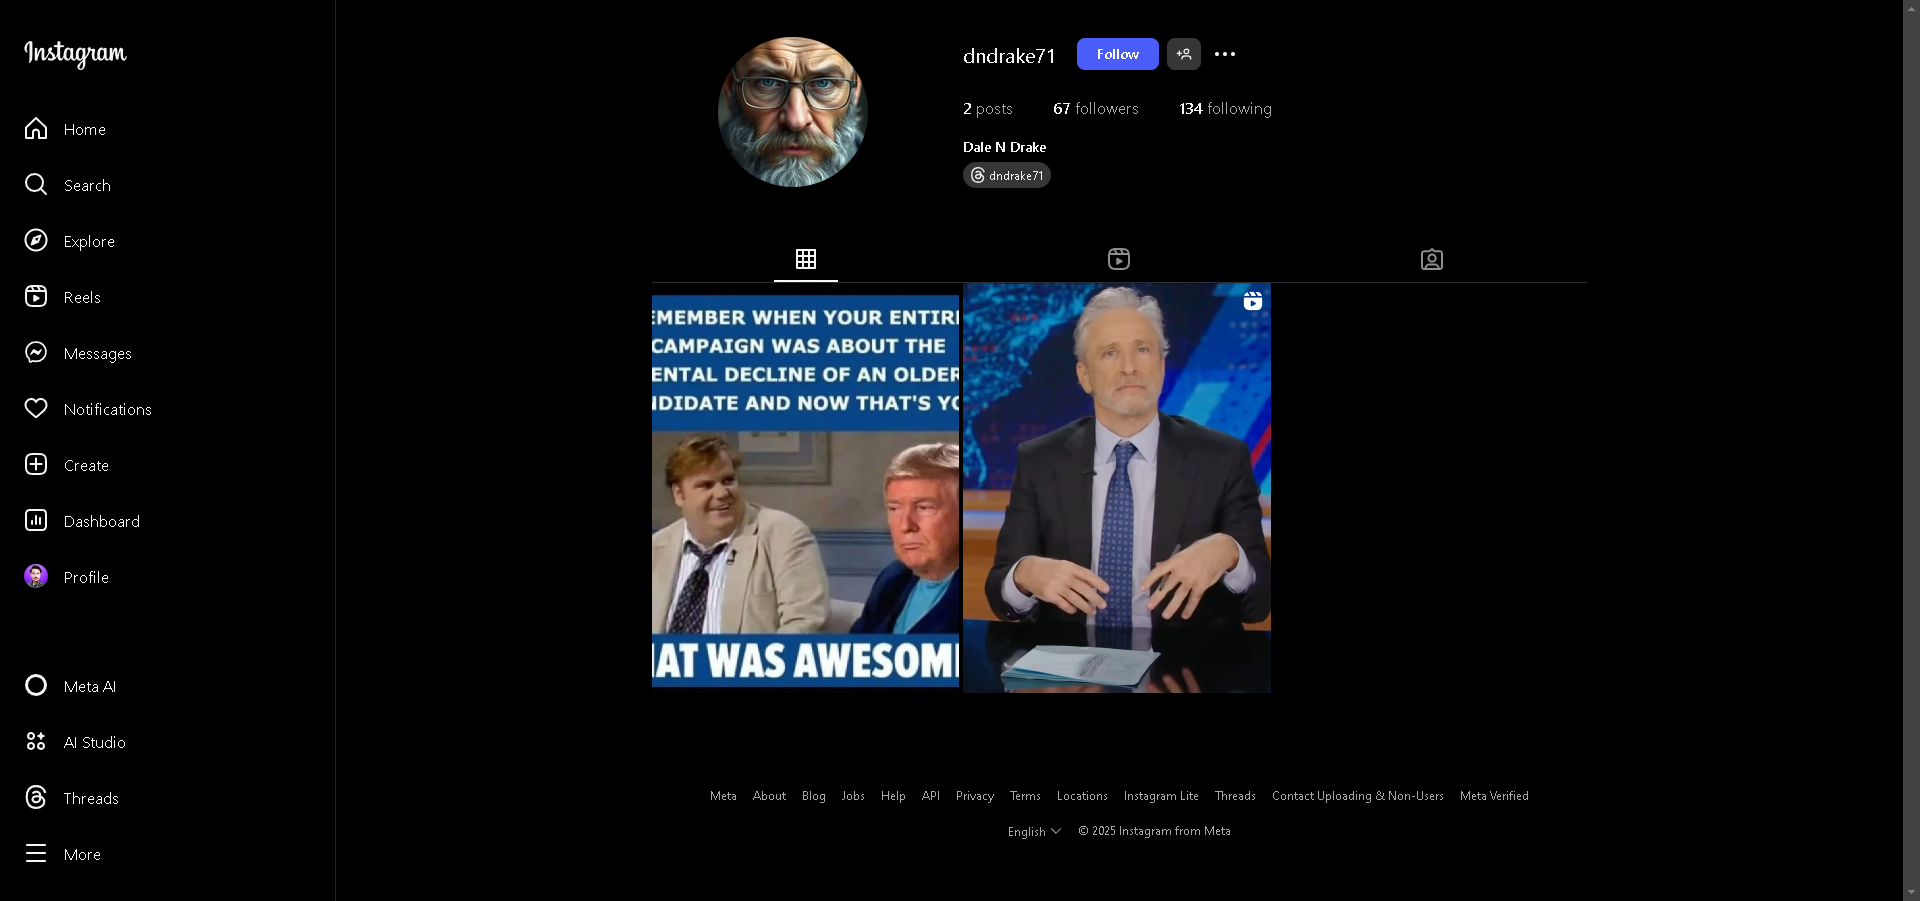 Instagram
Home
Search
Explore
Reels
Messages
Notifications
Create
Dashboard
Profile
Meta AI
AI Studio
Threads
More
dndrake71 Follow
2 posts 67 followers 134 following
Dale N Drake
dndrake71
EMEMBER WHEN YOUR ENTIR
CAMPAIGN WAS ABOUT THE
ENTAL DECLINE OF AN OLDER
NDIDATE AND NOW THAT'S YO
AT WAS AWESOM
Meta About Blog Jobs Help API Privacy Terms Locations Instagram Lite Threads Contact Uploading & Non-Users Meta Verified
English © 2025 Instagram from Meta